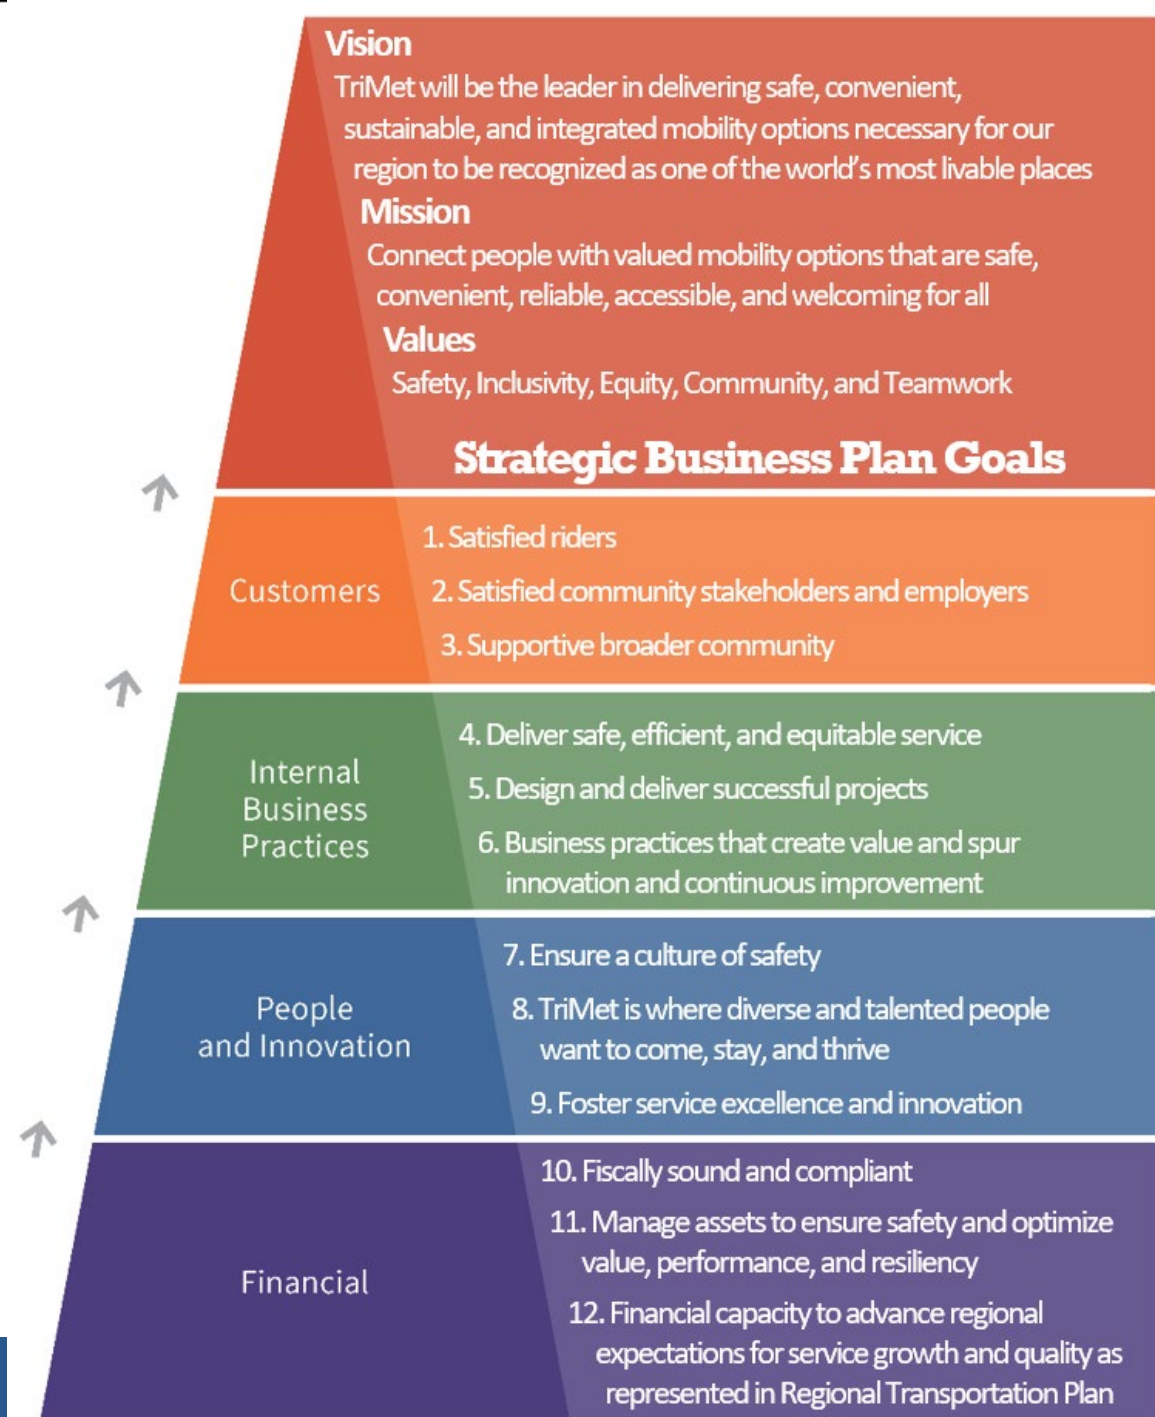 Vision
TriMet will be the leader in delivering safe, convenient,
sustainable, and integrated mobility options necessary for our
region to be recognized as one of the world's most livable places
Mission
Connect people with valued mobility options that are safe,
convenient, reliable, accessible, and welcoming for all
Values
Safety, Inclusivity, Equity, Community, and Teamwork
Strategic Business Plan Goals
Customers
1. Satisfied riders
2. Satisfied community stakeholders and employers
3. Supportive broader community
Internal
Business
Practices
4. Deliver safe, efficient, and equitable service
5. Design and deliver successful projects
6. Business practices that create value and spur
innovation and continuous improvement
People
and Innovation
7. Ensure a culture of safety
8. TriMet is where diverse and talented people
want to come, stay, and thrive
9. Foster service excellence and innovation
Financial
10. Fiscally sound and compliant
11. Manage assets to ensure safety and optimize
value, performance, and resiliency
12. Financial capacity to advance regional
expectations for service growth and quality as
represented in Regional Transportation Plan